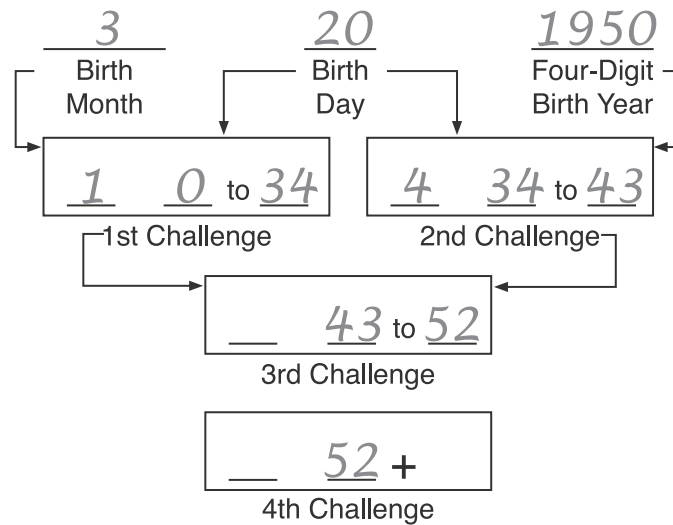 3 20 1950
Birth Month Birth Day Four-Digit Birth Year
1 0 to 34 4 34 to 43
1st Challenge 2nd Challenge
43 to 52
3rd Challenge
52 +
4th Challenge